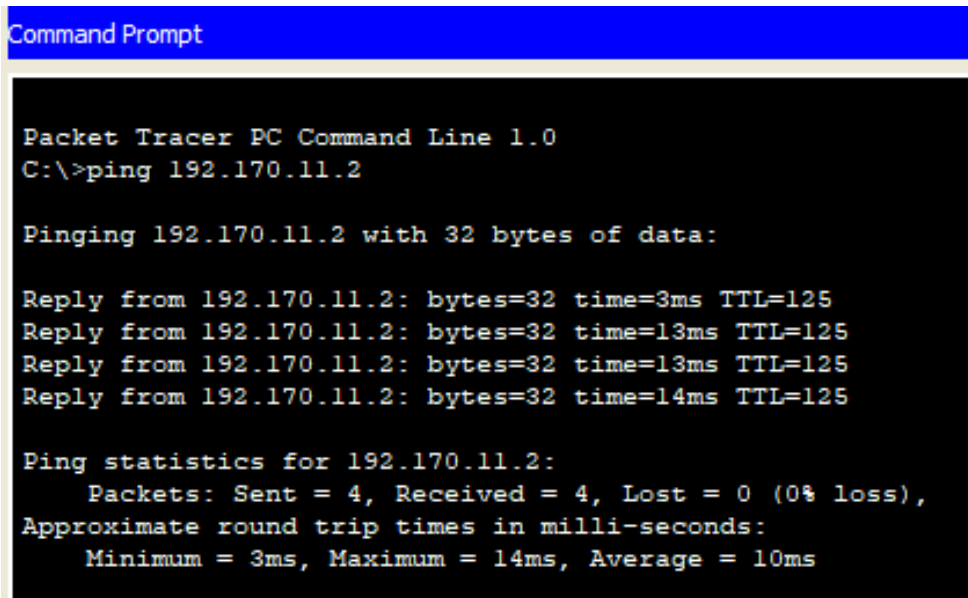 Command Prompt
Packet Tracer PC Command Line 1.0
C:\>ping 192.170.11.2
Pinging 192.170.11.2 with 32 bytes of data:
Reply from 192.170.11.2: bytes=32 time=3ms TTL=125
Reply from 192.170.11.2: bytes=32 time=13ms TTL=125
Reply from 192.170.11.2: bytes=32 time=13ms TTL=125
Reply from 192.170.11.2: bytes=32 time=14ms TTL=125
Ping statistics for 192.170.11.2:
Packets: Sent = 4, Received = 4, Lost = 0 (0% loss),
Approximate round trip times in milli-seconds:
Minimum = 3ms, Maximum = 14ms, Average = 10ms